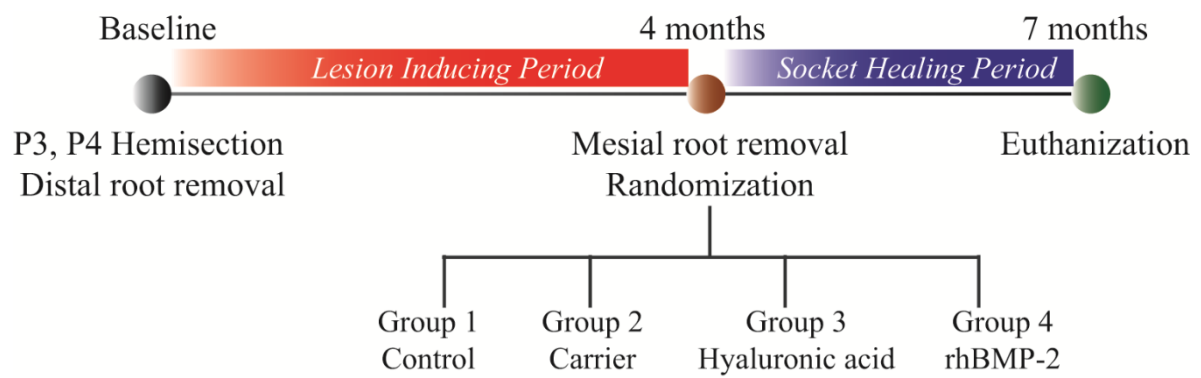 Baseline
4 months
7 months
Lesion Inducing Period
Socket Healing Period
P3, P4 Hemisection
Distal root removal
Mesial root removal
Randomization
Euthanization
Group 1
Control
Group 2
Carrier
Group 3
Hyaluronic acid
Group 4
rhBMP-2